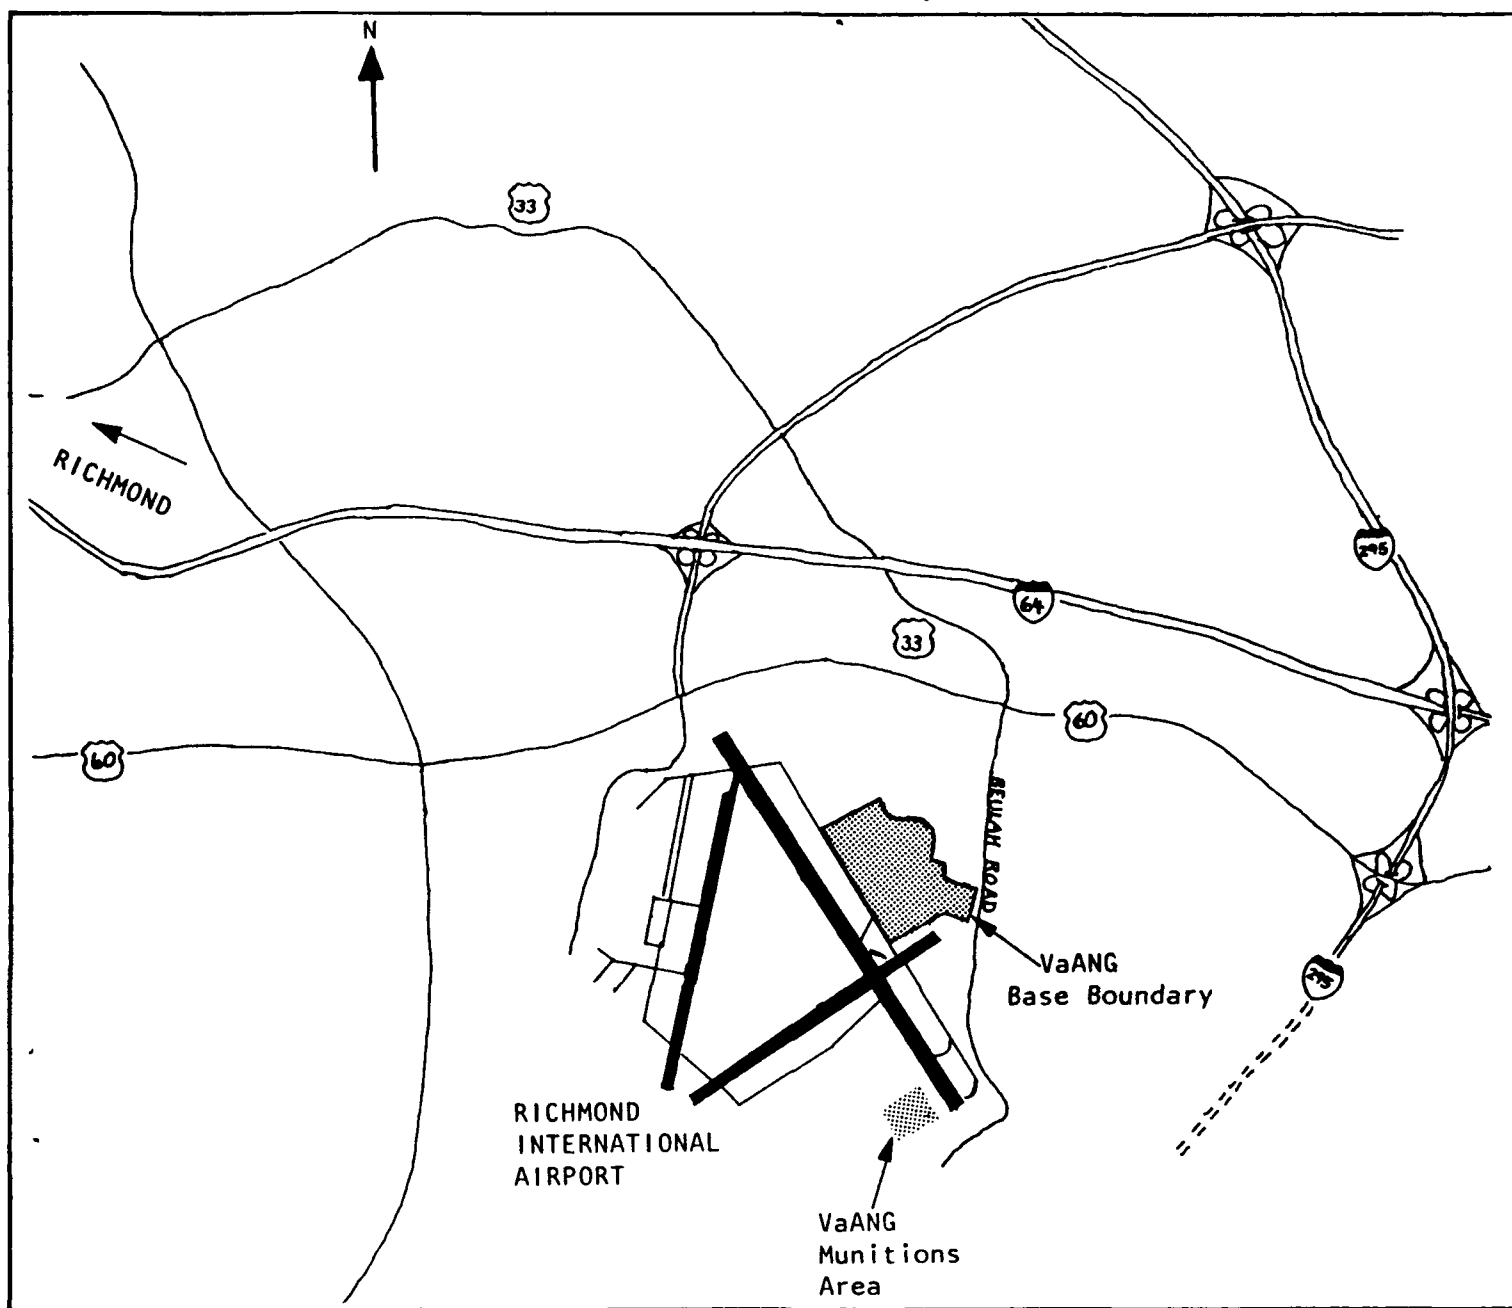 N
33
RICHMOND
295
64
33
60
60
BEULAH ROAD
VaANG
Base Boundary
295
RICHMOND
INTERNATIONAL
AIRPORT
VaANG
Munitions
Area